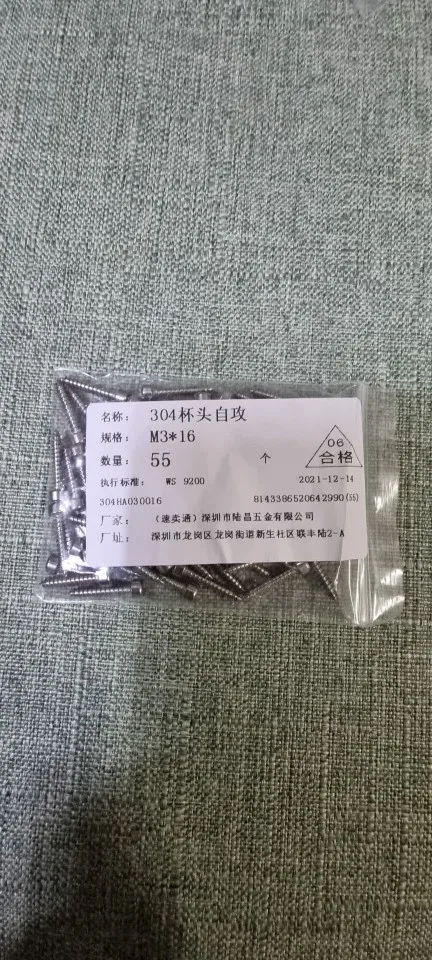 名称: 304杯头自攻
规格: M3*16
06
合格
数量: 55 个
执行标准: WS 9200 2021-12-14
304HA030016 8143386520642990(55)
厂家: (速卖通)深圳市陆昌五金有限公司
厂址: 深圳市龙岗区龙岗街道新生社区联丰陆2-A